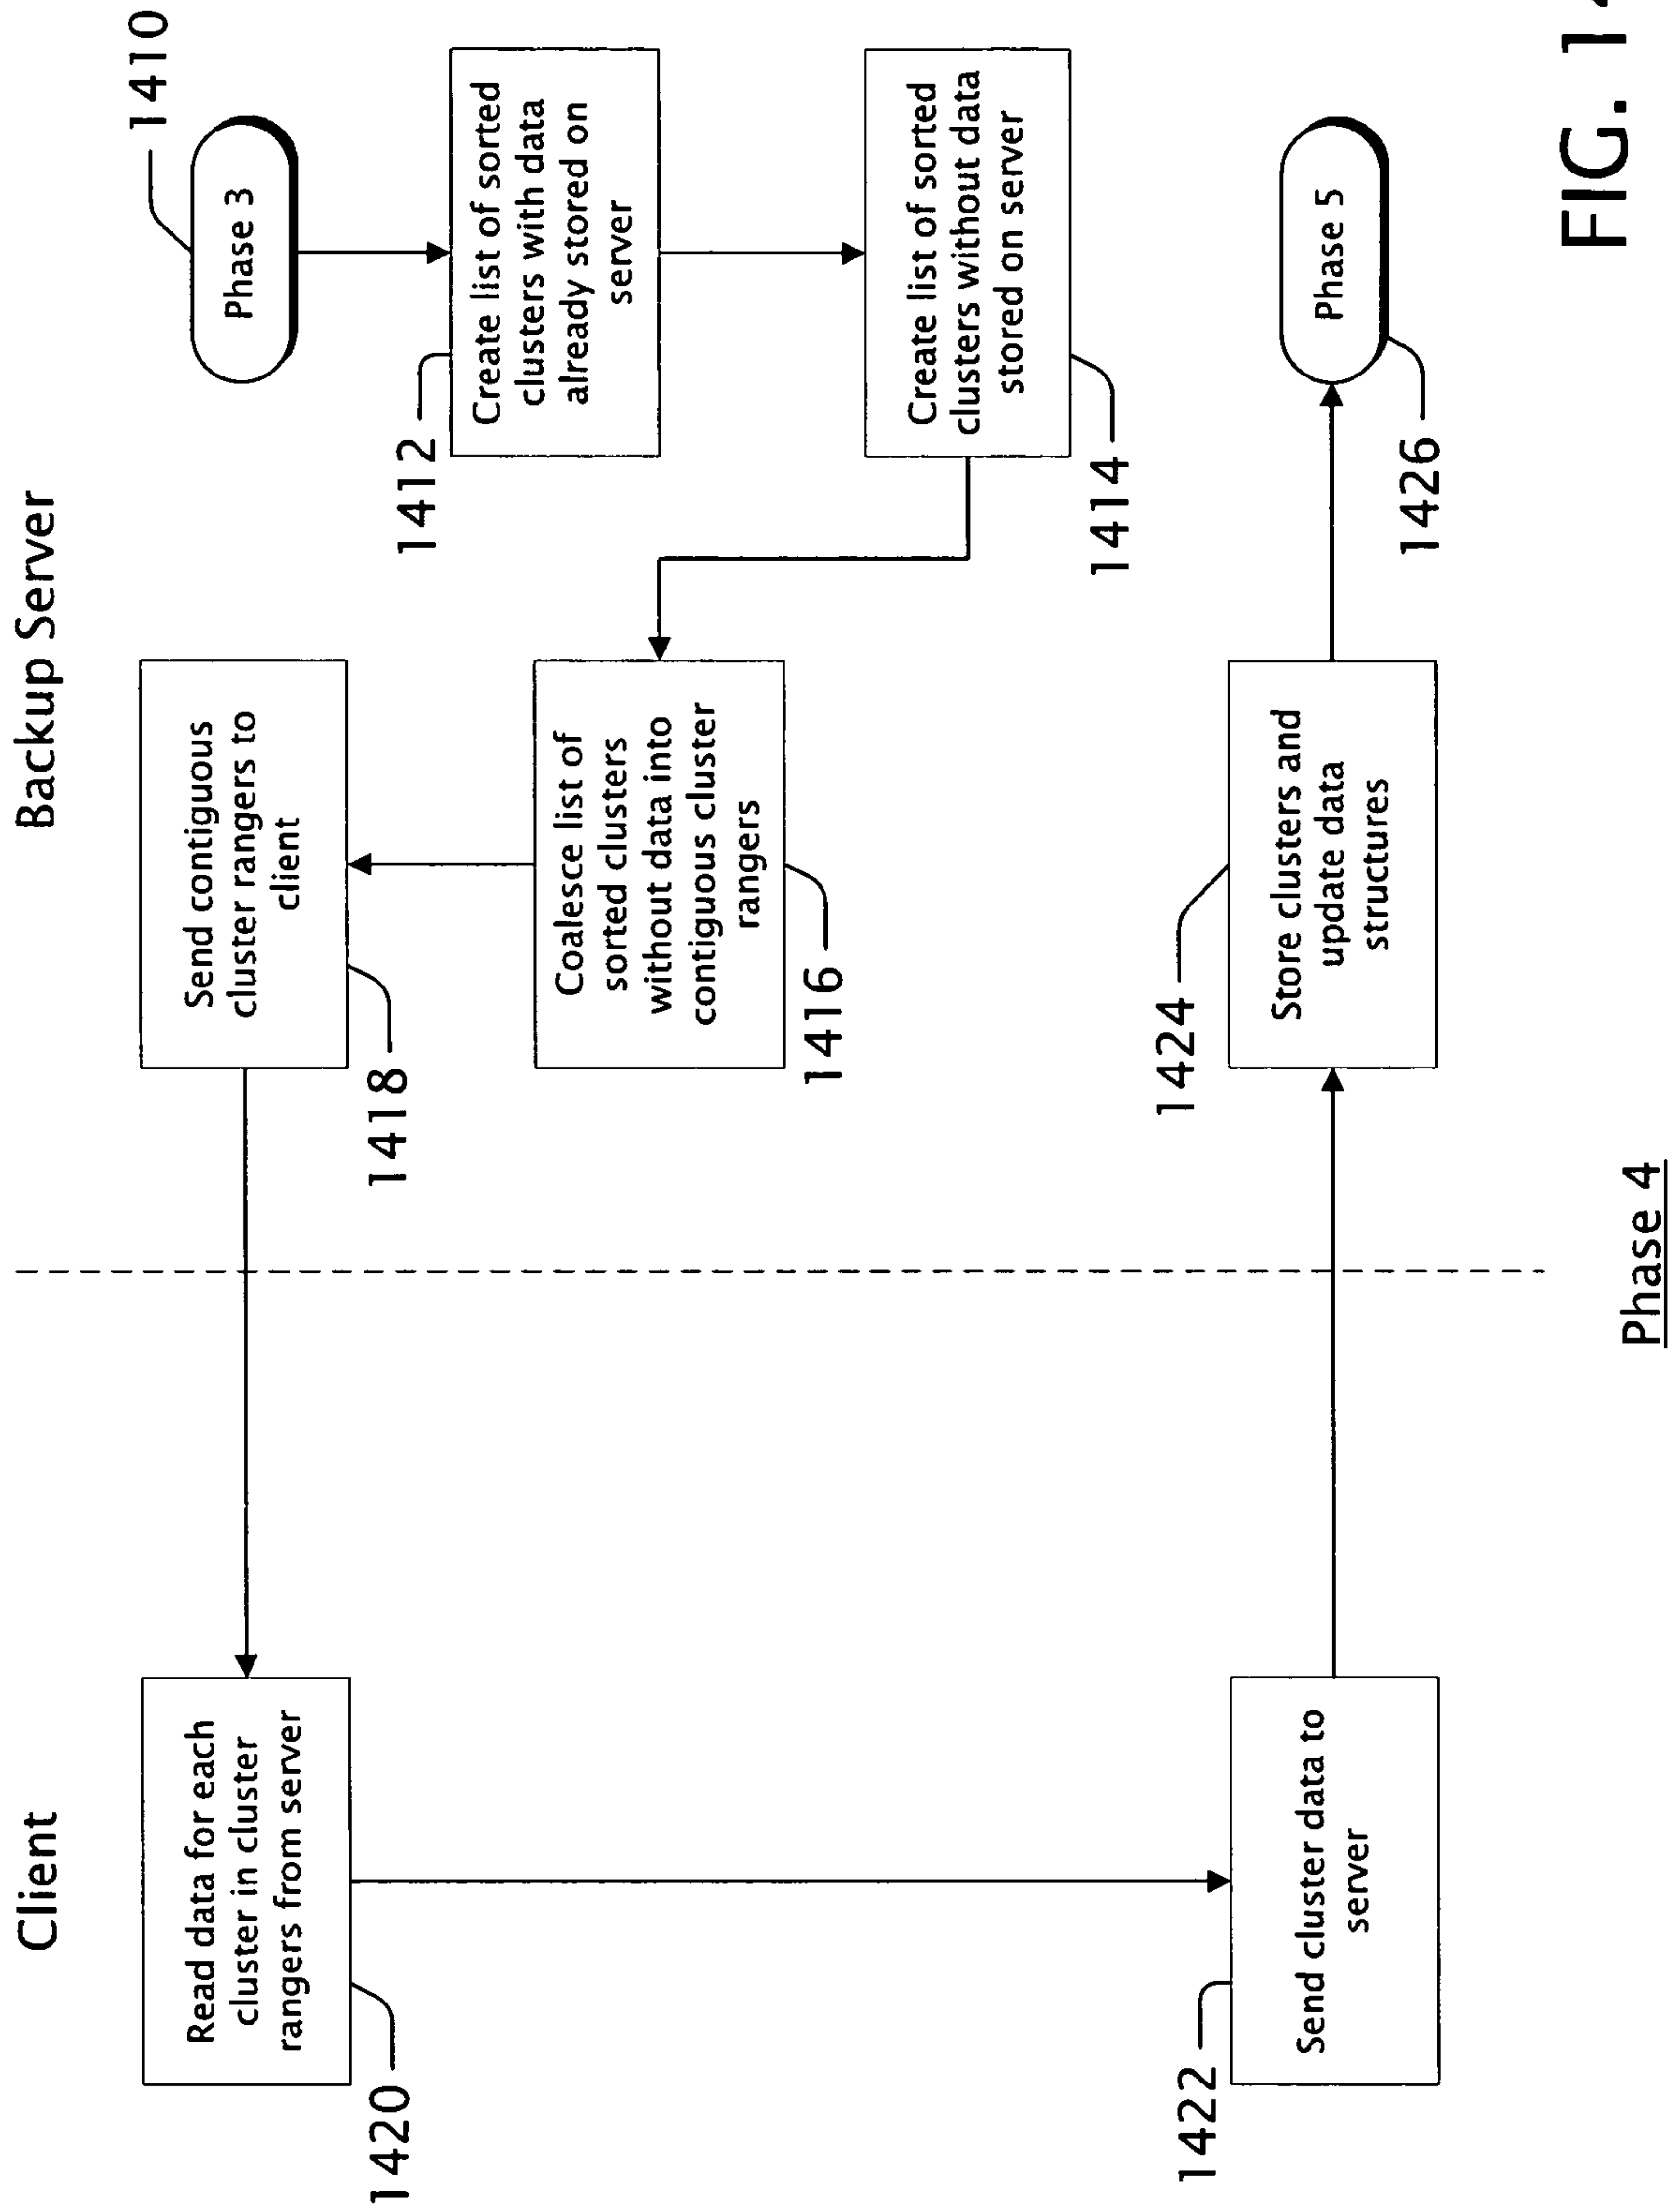 Client
Backup Server
1410
Phase 3
1412
Create list of sorted
clusters with data
already stored on
server
1414
Create list of sorted
clusters without data
stored on server
1416
Coalesce list of
sorted clusters
without data into
contiguous cluster
rangers
1418
Send contiguous
cluster rangers to
client
1420
Read data for each
cluster in cluster
rangers from server
1422
Send cluster data to
server
1424
Store clusters and
update data
structures
1426
Phase 5
Phase 4
FIG. 14